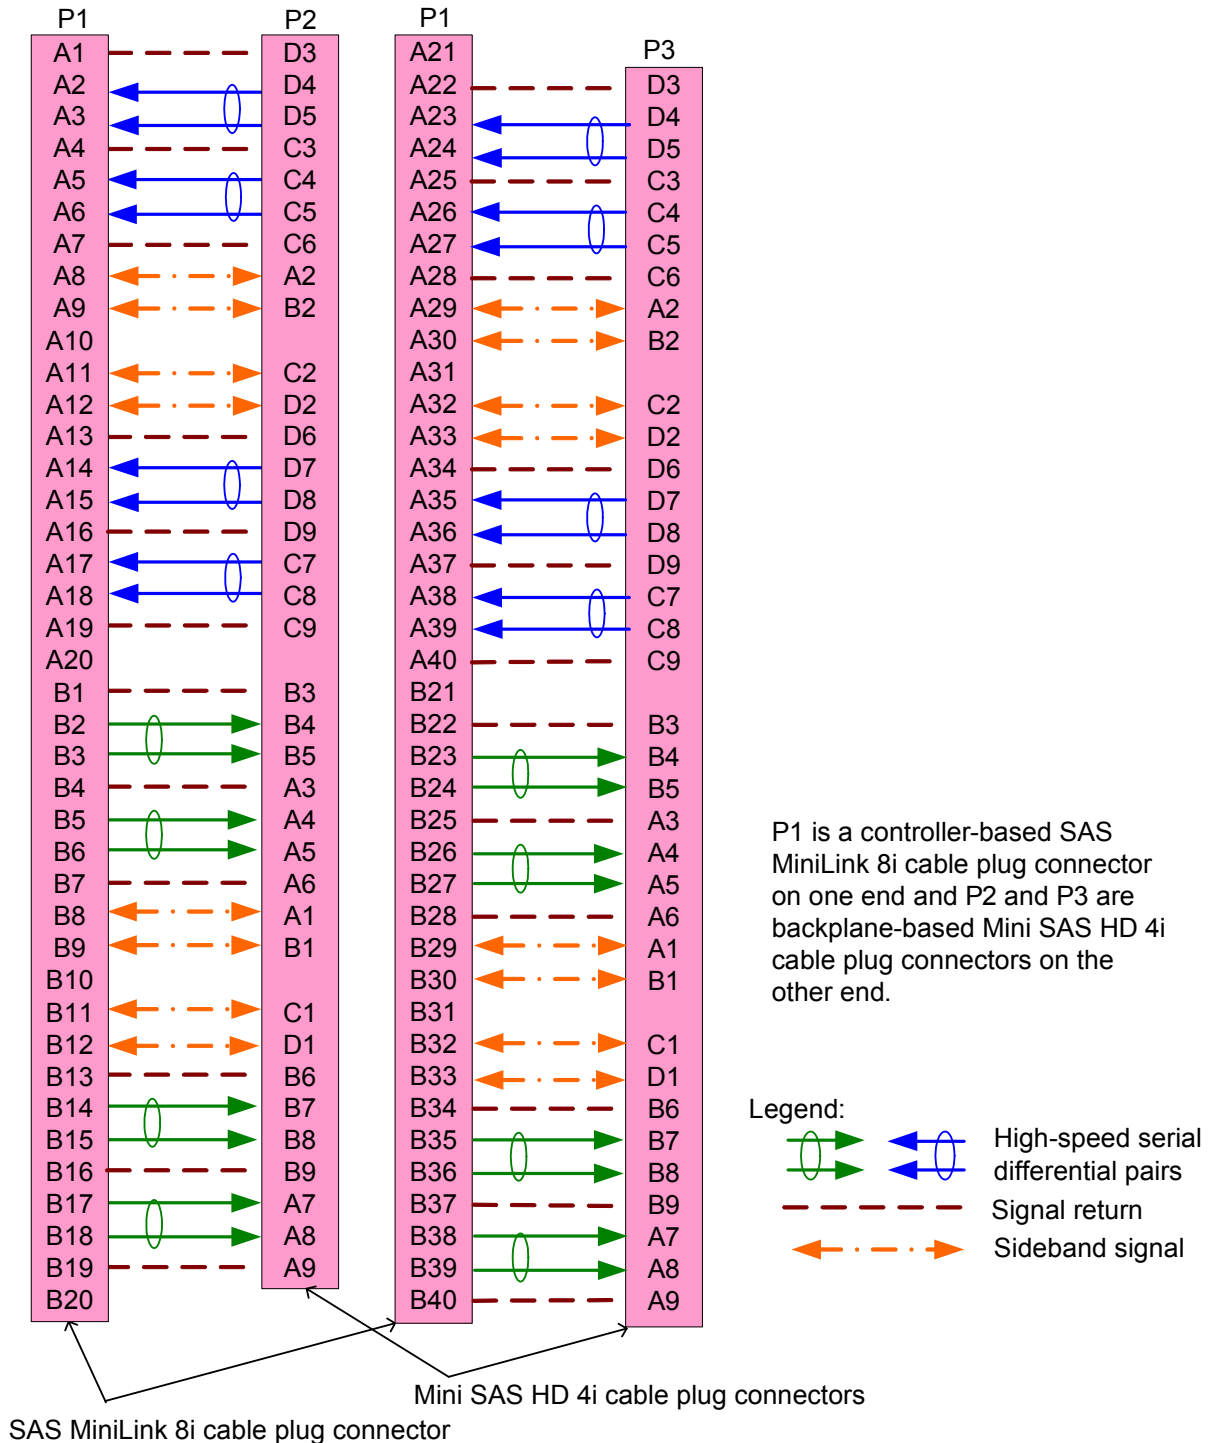 P1
P2
P1
P3
A1 D3
A2 D4
A3 D5
A4 C3
A5 C4
A6 C5
A7 C6
A8 A2
A9 B2
A10
A11 C2
A12 D2
A13 D6
A14 D7
A15 D8
A16 D9
A17 C7
A18 C8
A19 C9
A20
B1 B3
B2 B4
B3 B5
B4 A3
B5 A4
B6 A5
B7 A6
B8 A1
B9 B1
B10
B11 C1
B12 D1
B13 B6
B14 B7
B15 B8
B16 B9
B17 A7
B18 A8
B19 A9
B20
A21
A22 D3
A23 D4
A24 D5
A25 C3
A26 C4
A27 C5
A28 C6
A29 A2
A30 B2
A31
A32 C2
A33 D2
A34 D6
A35 D7
A36 D8
A37 D9
A38 C7
A39 C8
A40 C9
B21
B22 B3
B23 B4
B24 B5
B25 A3
B26 A4
B27 A5
B28 A6
B29 A1
B30 B1
B31
B32 C1
B33 D1
B34 B6
B35 B7
B36 B8
B37 B9
B38 A7
B39 A8
B40 A9
P1 is a controller-based SAS
MiniLink 8i cable plug connector
on one end and P2 and P3 are
backplane-based Mini SAS HD 4i
cable plug connectors on the
other end.
Legend:
High-speed serial
differential pairs
Signal return
Sideband signal
Mini SAS HD 4i cable plug connectors
SAS MiniLink 8i cable plug connector